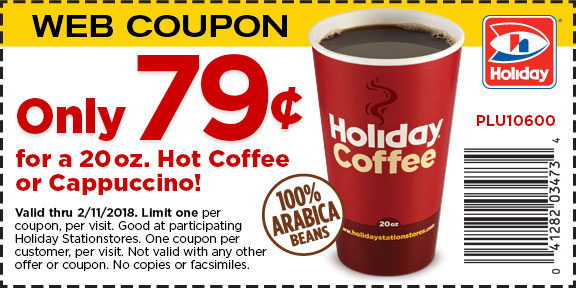 WEB COUPON
Only 79¢
for a 20 oz. Hot Coffee
or Cappuccino!
Valid thru 2/11/2018. Limit one per
coupon, per visit. Good at participating
Holiday Stationstores. One coupon per
customer, per visit. Not valid with any other
offer or coupon. No copies or facsimiles.
100%
ARABICA
BEANS
Holiday
Coffee
20 oz
www.holidaystationstores.com
Holiday
PLU10600
0 41282 03473 4